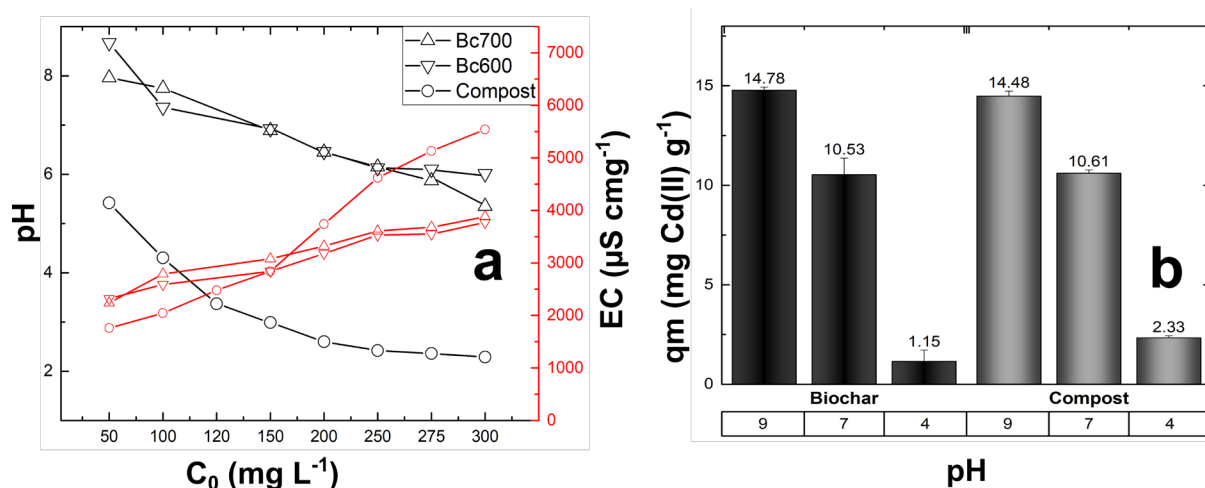 Bc700
Bc600
Compost
pH
8
6
4
2
7000
6000
5000
4000
3000
2000
1000
0
EC (µS cmg⁻¹)
a
50 100 120 150 200 250 275 300
C₀ (mg L⁻¹)
qm (mg Cd(II) g⁻¹)
15
10
5
0
14.78
10.53
1.15
14.48
10.61
2.33
b
Biochar Compost
9 7 4 9 7 4
pH